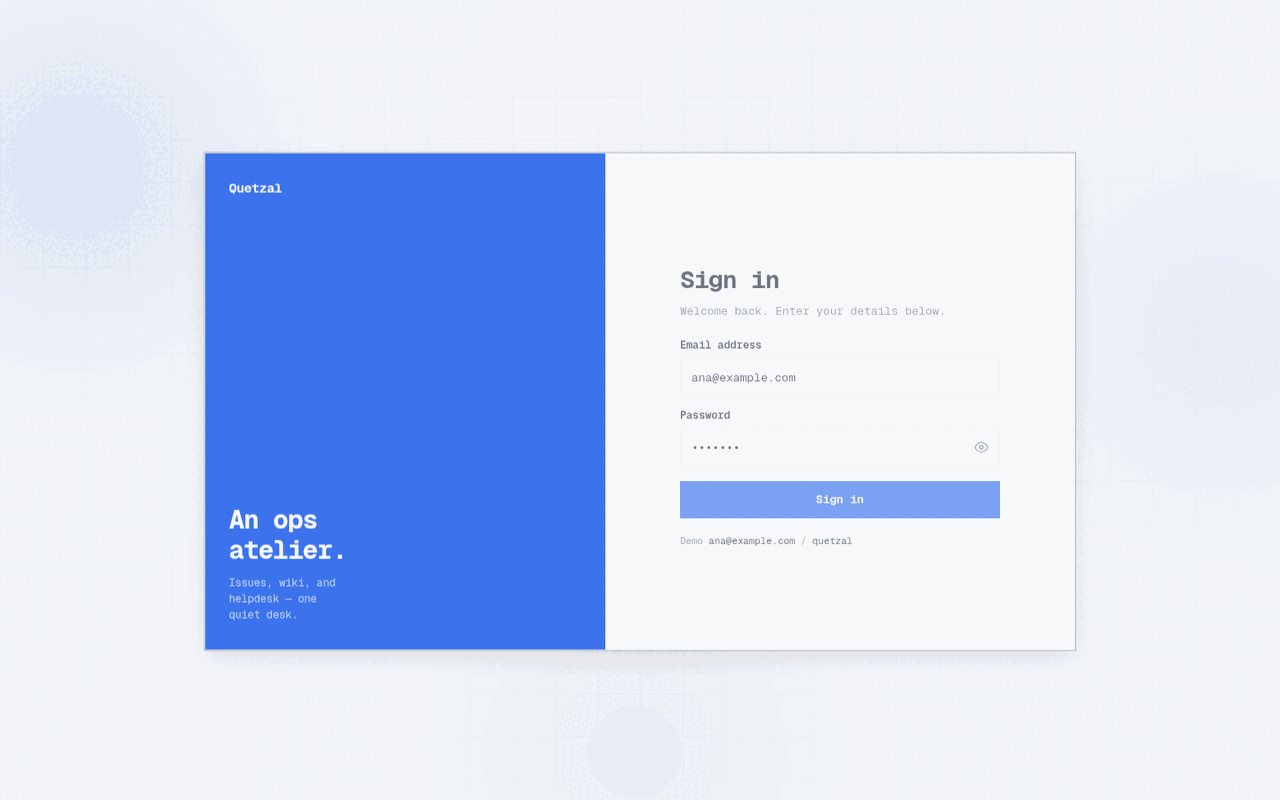 Quetzal
An ops
atelier.
Issues, wiki, and
helpdesk — one
quiet desk.
Sign in
Welcome back. Enter your details below.
Email address
ana@example.com
Password
•••••••
Sign in
Demo ana@example.com / quetzal